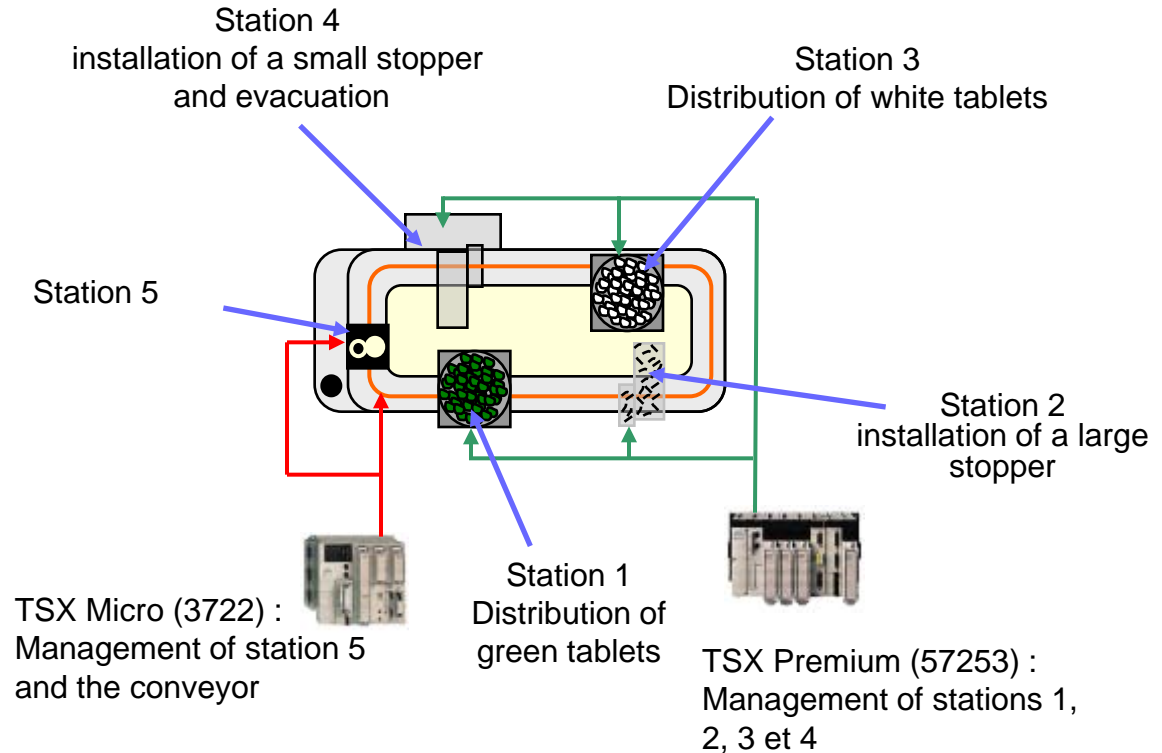 Station 4
installation of a small stopper
and evacuation
Station 3
Distribution of white tablets
Station 5
Station 2
installation of a large
stopper
Station 1
Distribution of
green tablets
TSX Micro (3722) :
Management of station 5
and the conveyor
TSX Premium (57253) :
Management of stations 1,
2, 3 et 4